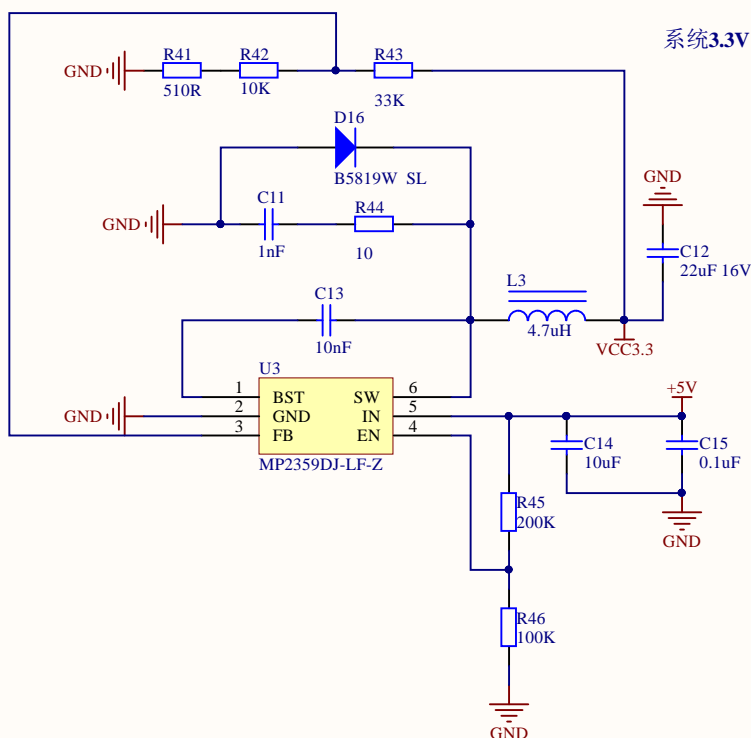 系统3.3V
R41
R42
R43
GND
510R
10K
33K
D16
B5819W SL
GND
C11
R44
GND
1nF
10
C12
22uF 16V
L3
C13
4.7uH
10nF
VCC3.3
U3
+5V
1
BST
SW
6
GND
2
GND
IN
5
3
FB
EN
4
C14
C15
MP2359DJ-LF-Z
10uF
0.1uF
R45
200K
GND
R46
100K
GND